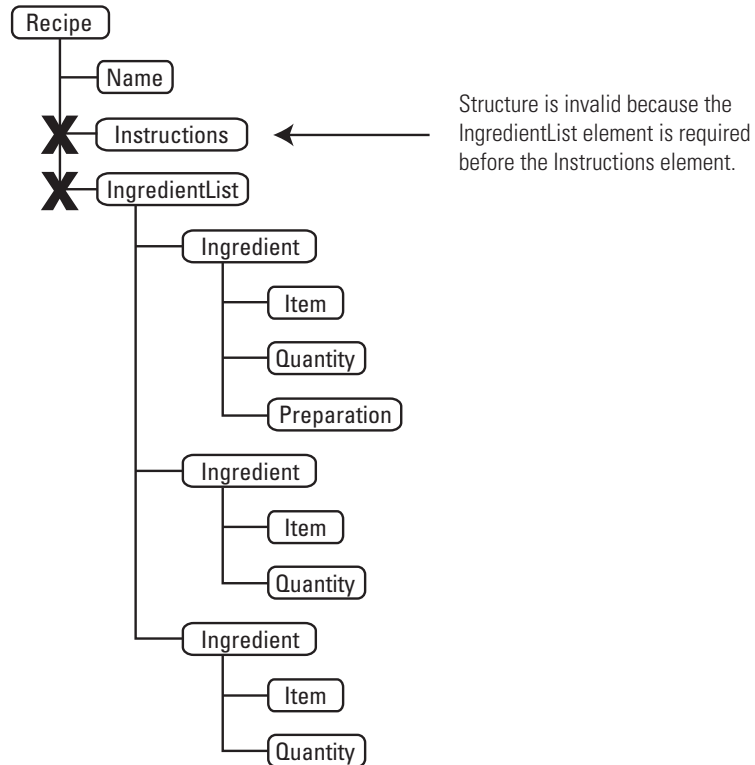 Recipe
Name
Structure is invalid because the
IngredientList element is required
before the Instructions element.
Instructions
IngredientList
Ingredient
Item
Quantity
Preparation
Ingredient
Item
Quantity
Ingredient
Item
Quantity